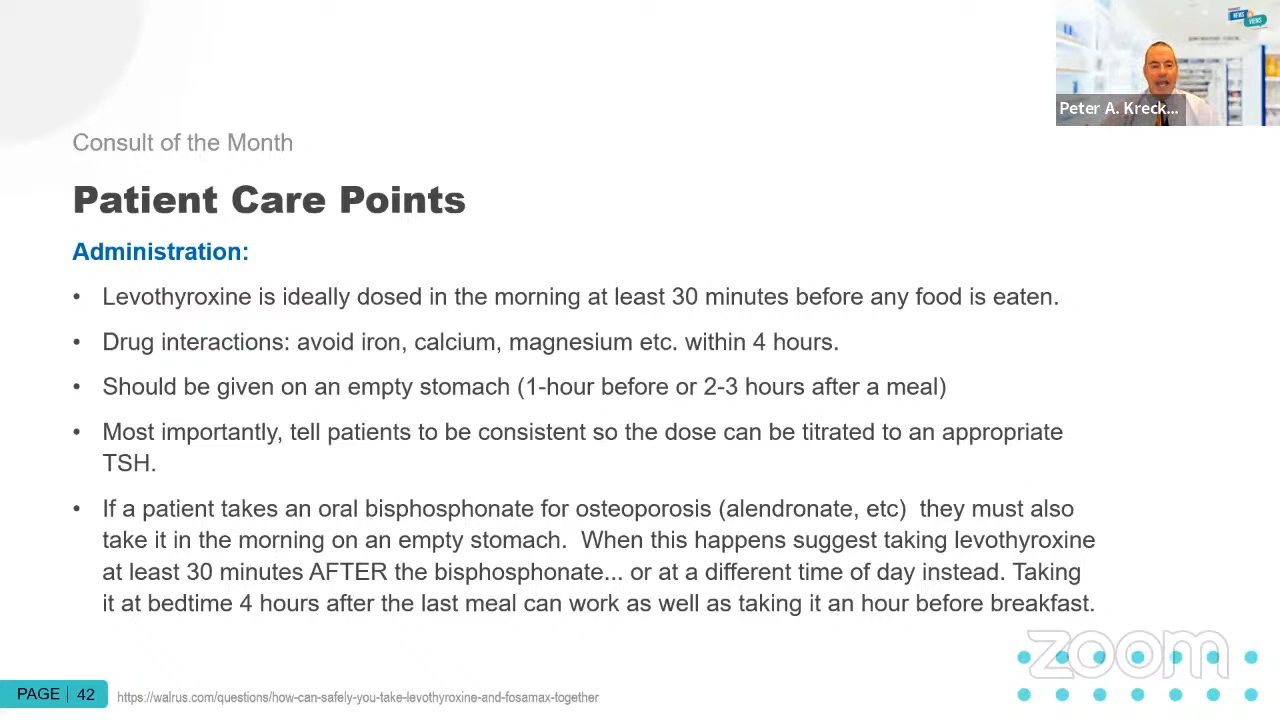 NEWS
VIEWS
Peter A. Kreck...
Consult of the Month
Patient Care Points
Administration:
• Levothyroxine is ideally dosed in the morning at least 30 minutes before any food is eaten.
• Drug interactions: avoid iron, calcium, magnesium etc. within 4 hours.
• Should be given on an empty stomach (1-hour before or 2-3 hours after a meal)
• Most importantly, tell patients to be consistent so the dose can be titrated to an appropriate
TSH.
• If a patient takes an oral bisphosphonate for osteoporosis (alendronate, etc)  they must also
take it in the morning on an empty stomach.  When this happens suggest taking levothyroxine
at least 30 minutes AFTER the bisphosphonate... or at a different time of day instead. Taking
it at bedtime 4 hours after the last meal can work as well as taking it an hour before breakfast.
zoom
PAGE | 42
https://walrus.com/questions/how-can-safely-you-take-levothyroxine-and-fosamax-together